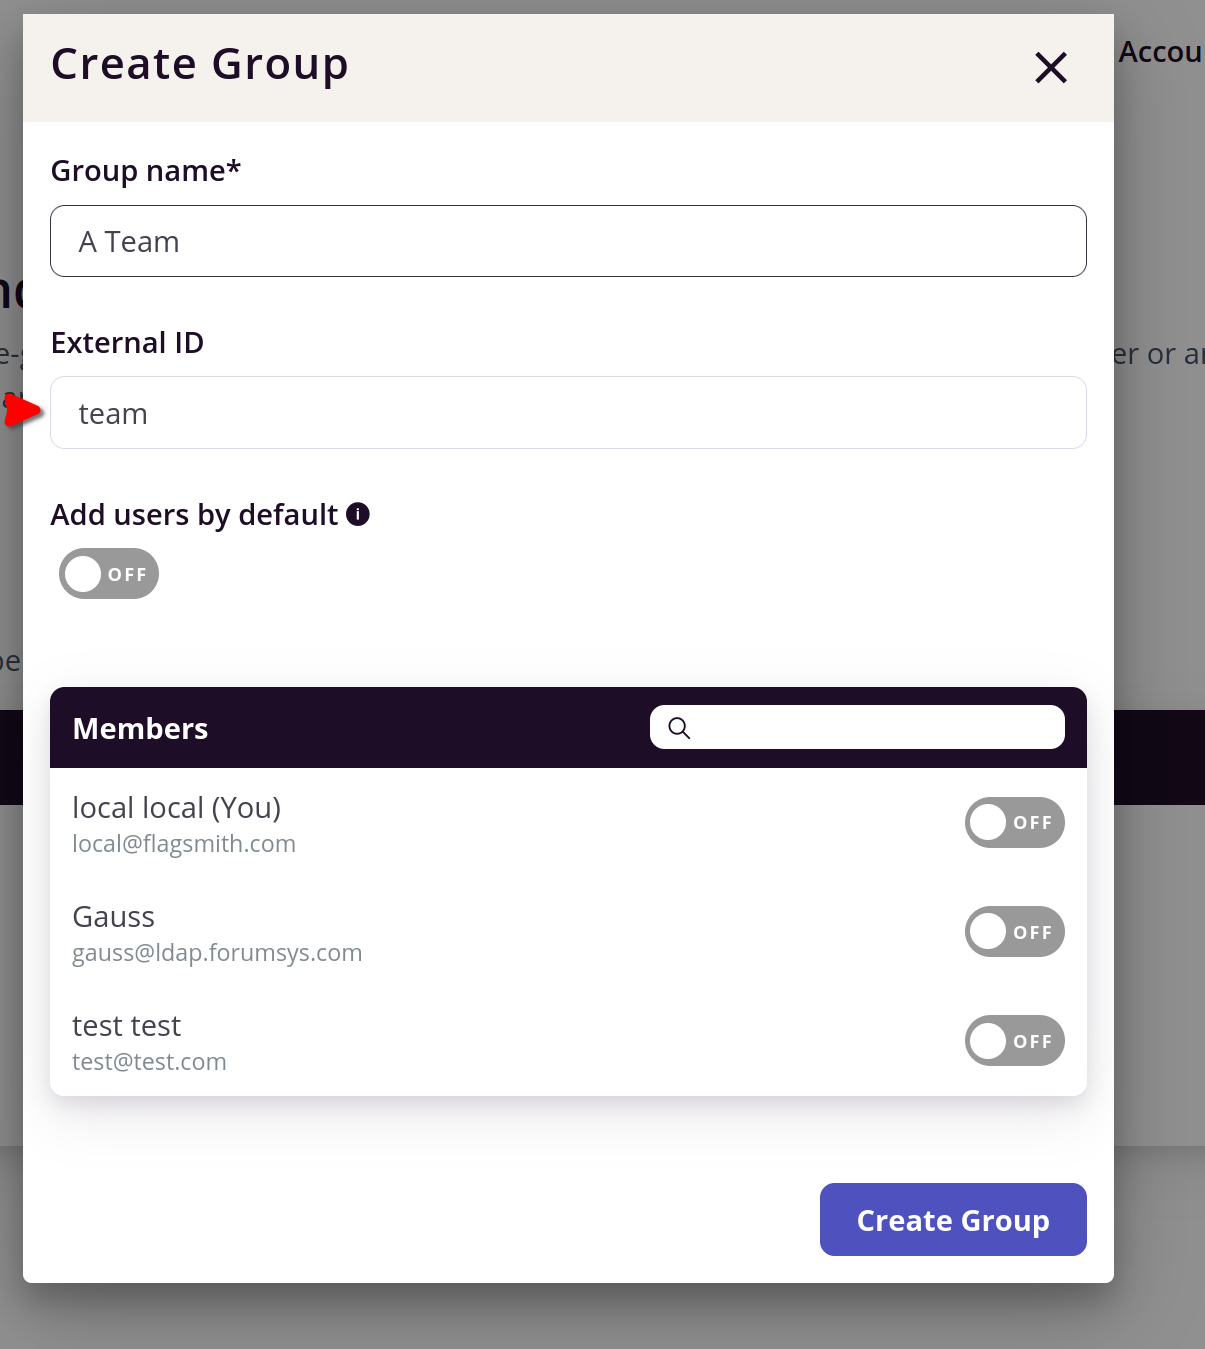 Create Group
Accou
Group name*
A Team
External ID
er or ar
team
Add users by default
OFF
Members
local local (You)
local@flagsmith.com
OFF
Gauss
gauss@ldap.forumsys.com
OFF
test test
test@test.com
OFF
Create Group